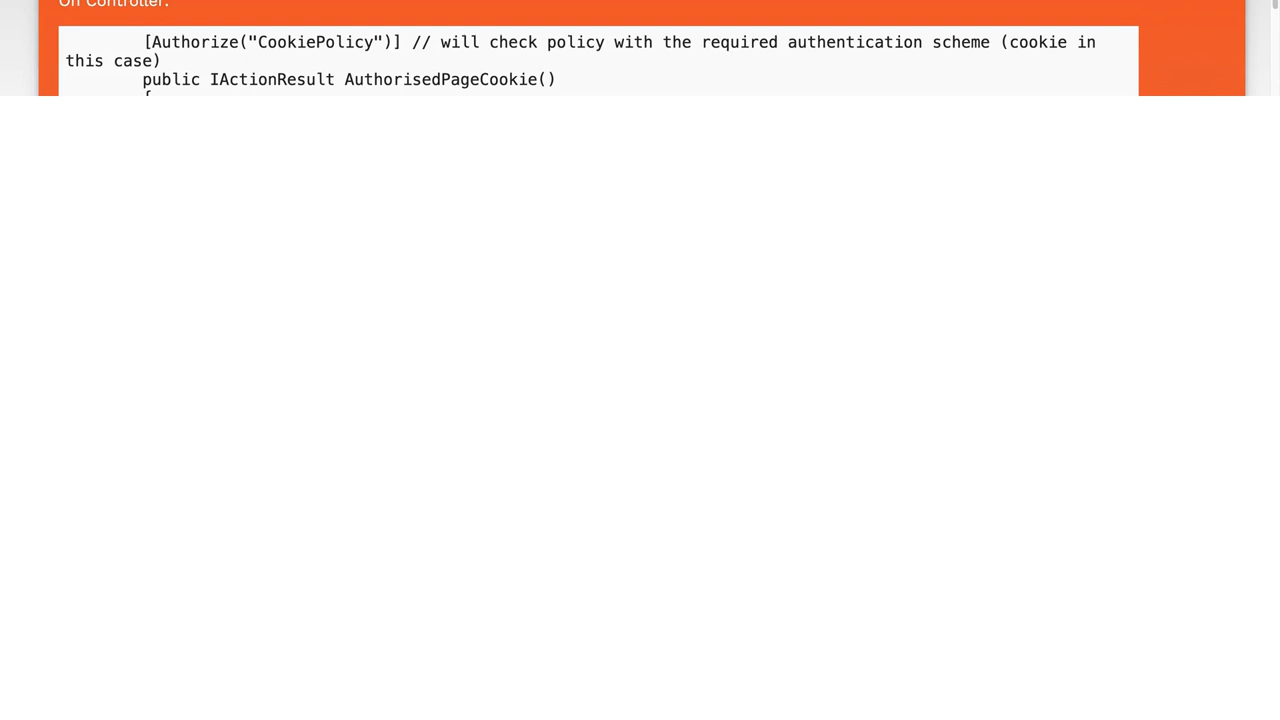 On Controller:
[Authorize("CookiePolicy")] // will check policy with the required authentication scheme (cookie in
this case)
public IActionResult AuthorisedPageCookie()
{